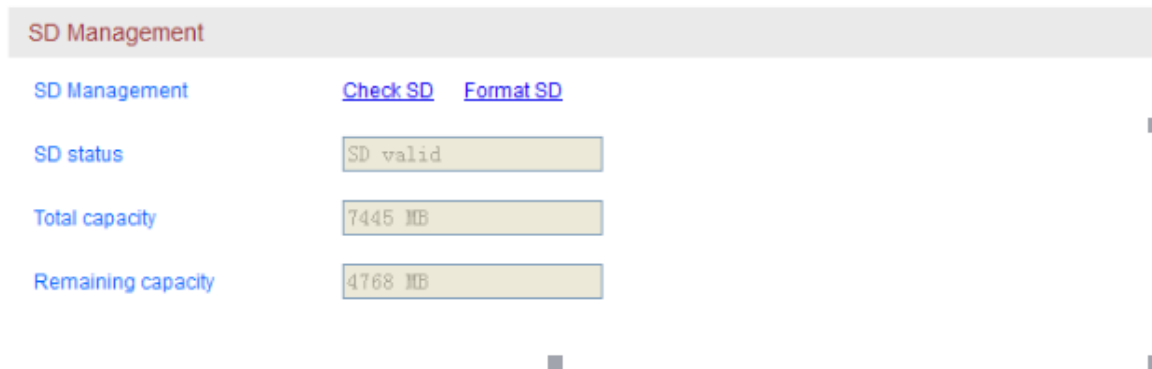 SD Management
SD Management Check SD Format SD
SD status SD valid
Total capacity 7445 MB
Remaining capacity 4768 MB